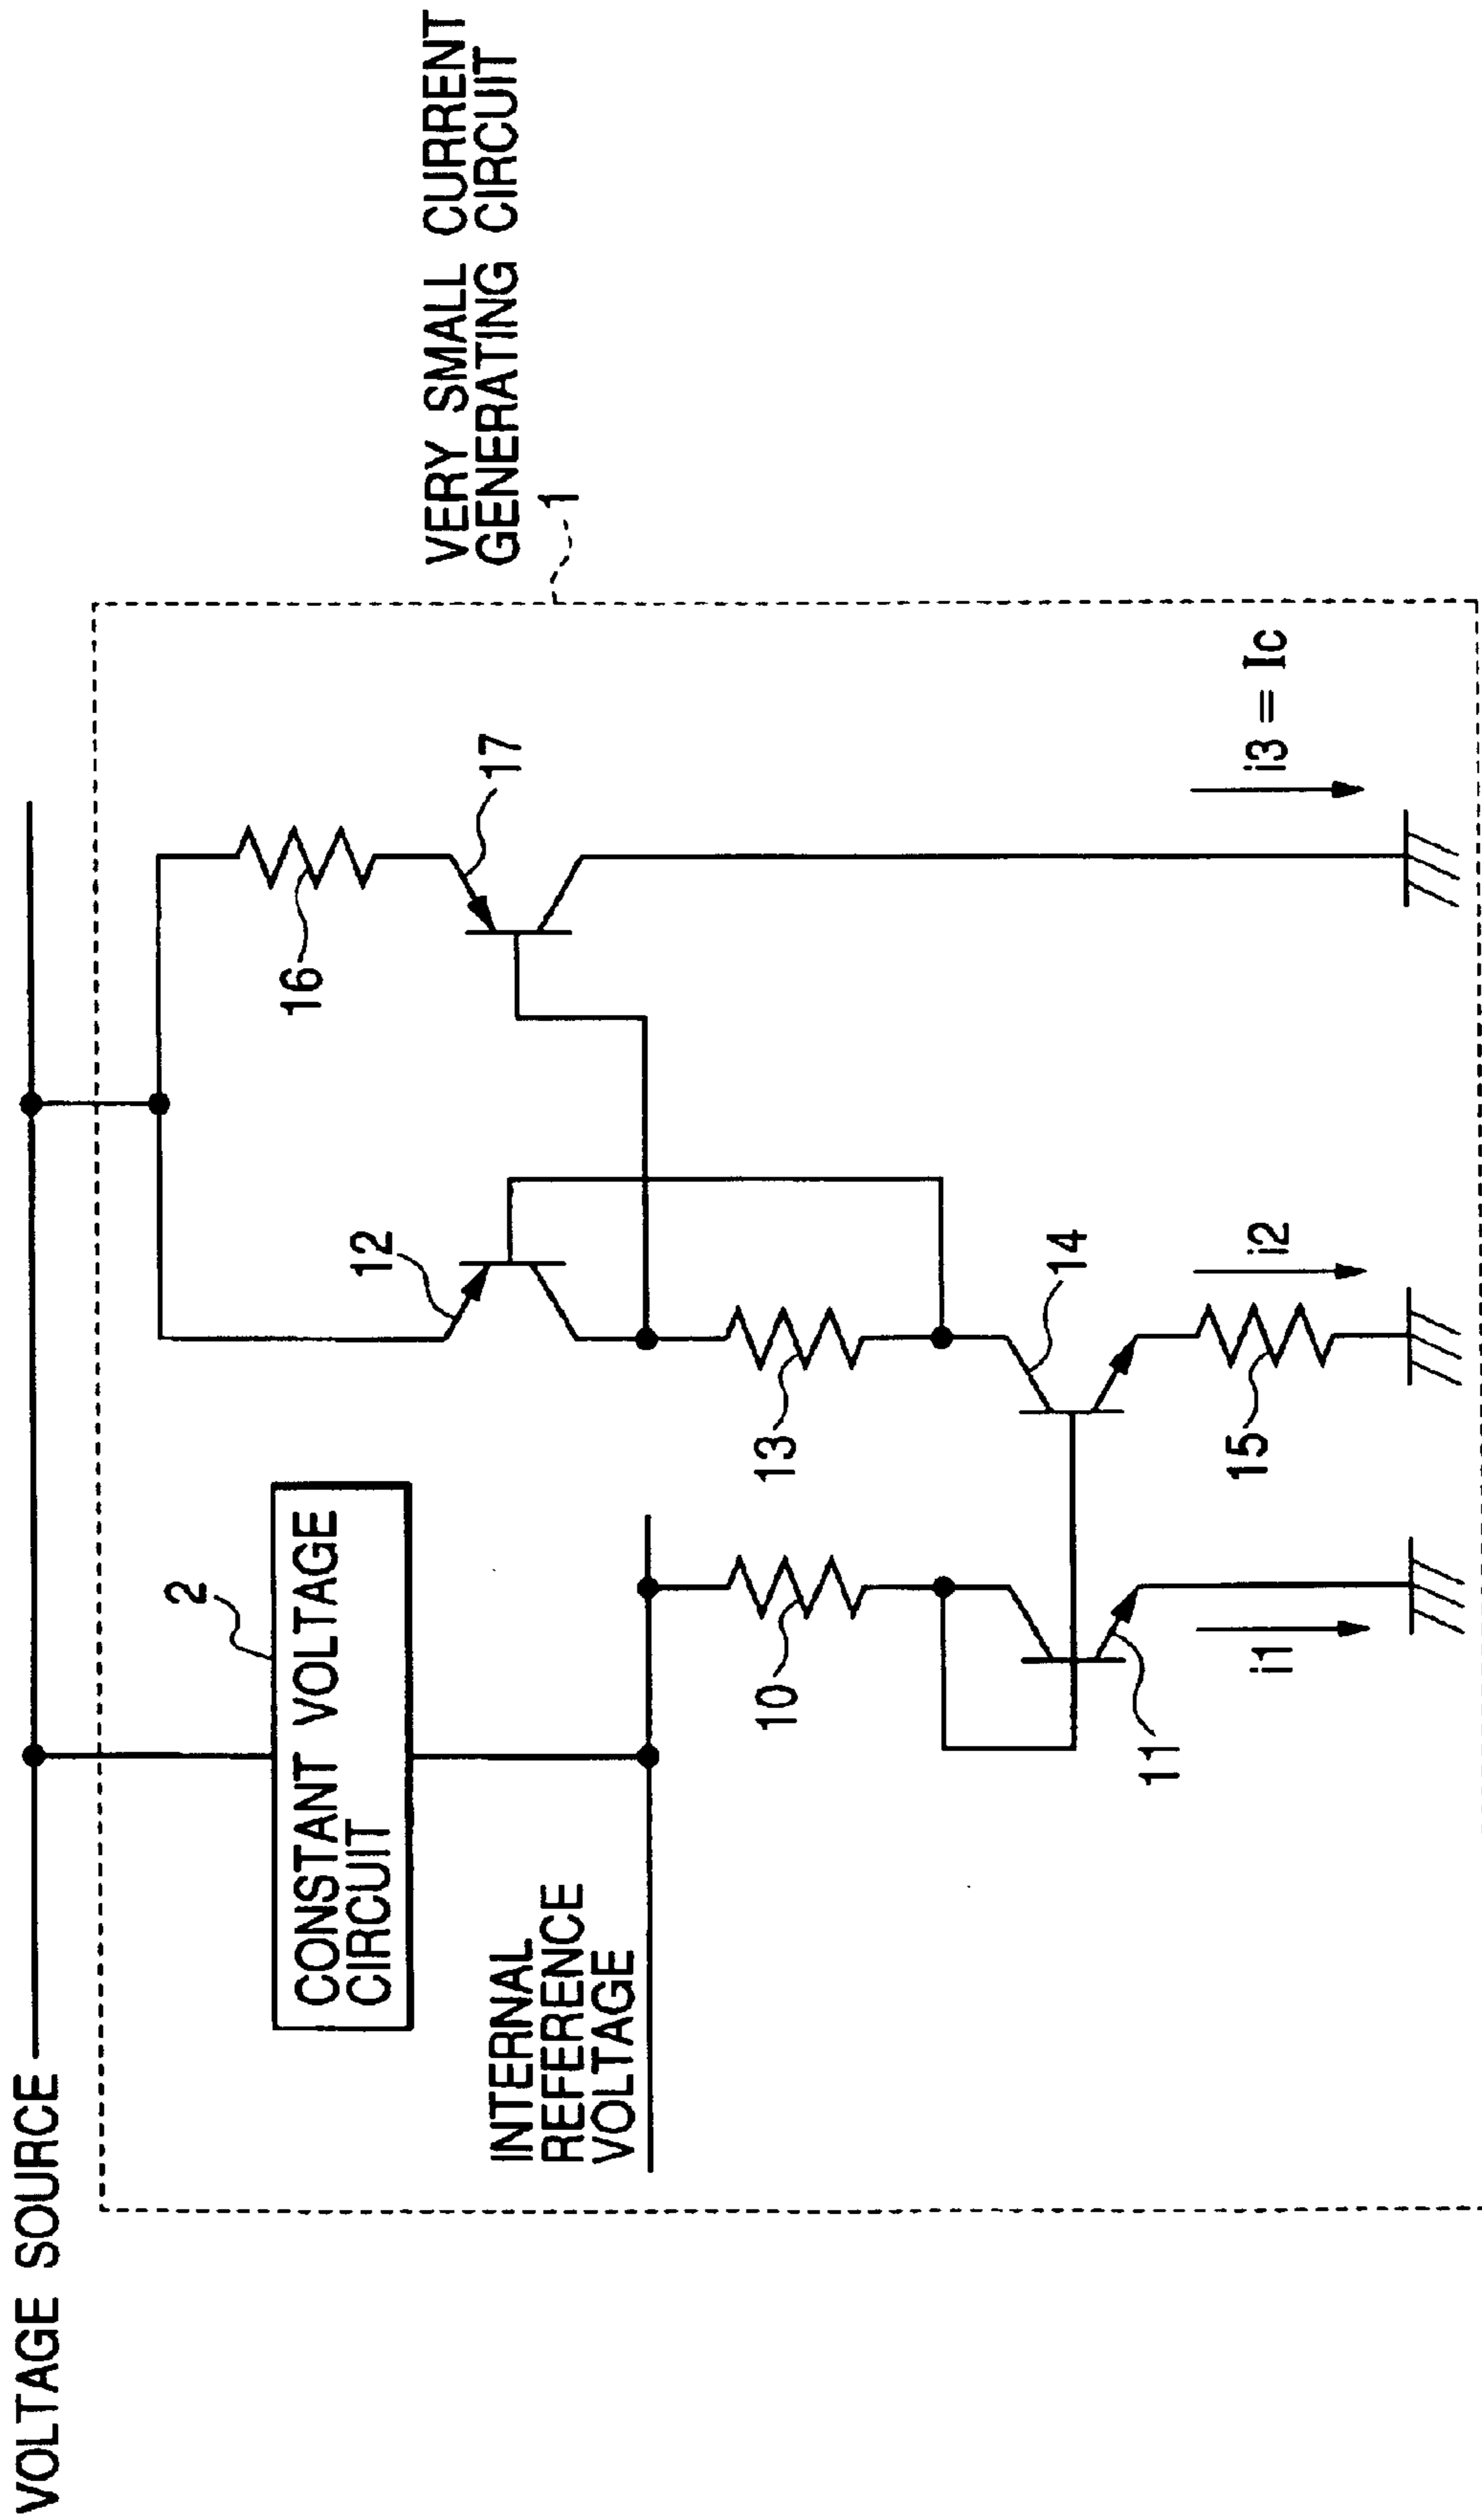 VOLTAGE SOURCE
VERY SMALL CURRENT
GENERATING CIRCUIT
1
2
CONSTANT VOLTAGE
CIRCUIT
12
16
17
INTERNAL
REFERENCE
VOLTAGE
10
13
11
14
15
i1
i2
i3 = Ic